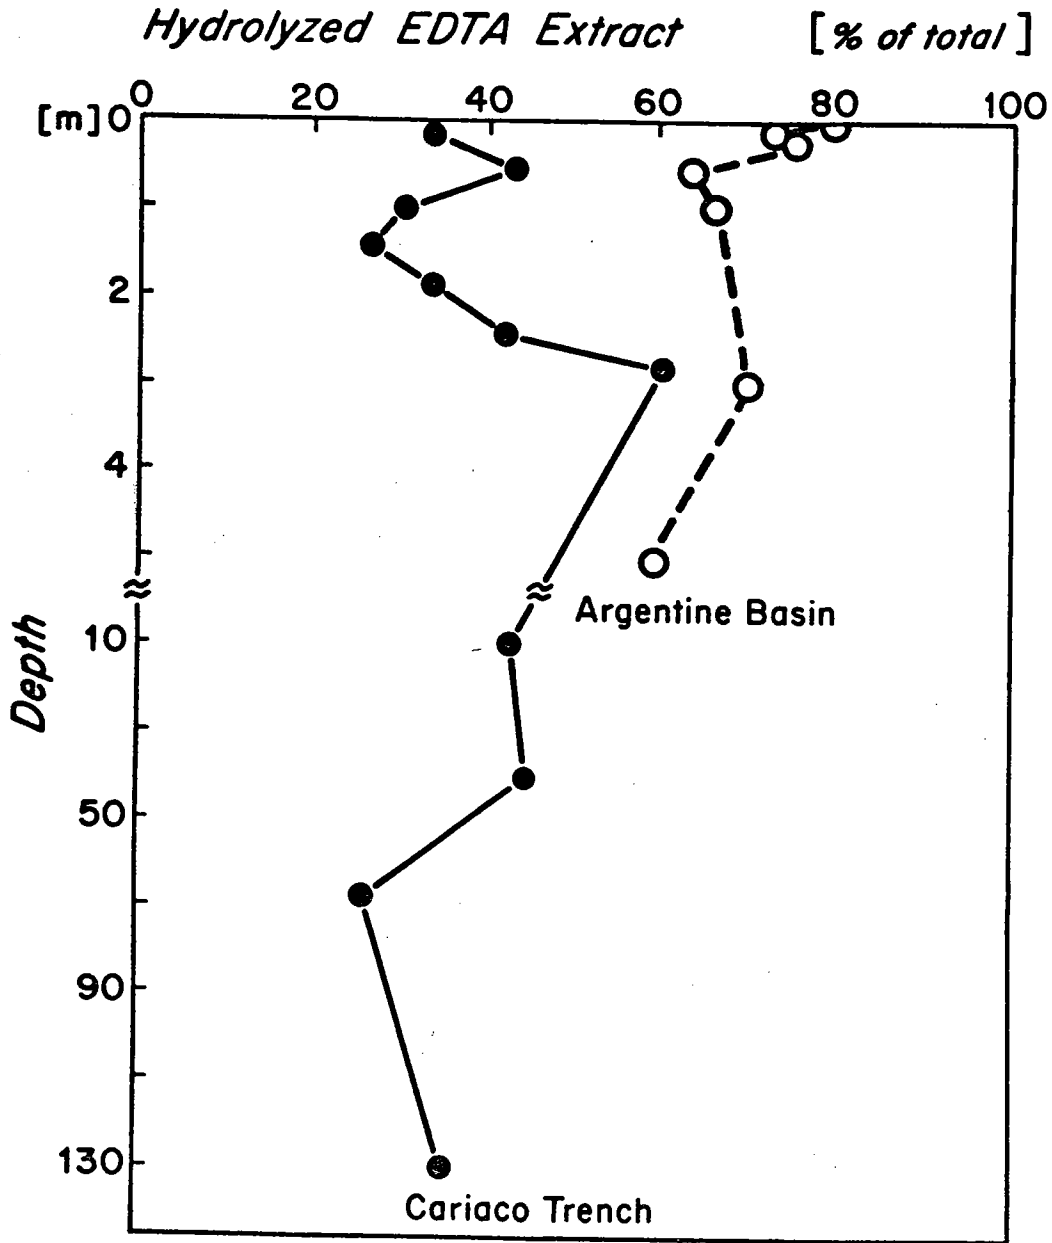 Hydrolyzed EDTA Extract [% of total]
0 20 40 60 80 100
[m] 0
2
4
Argentine Basin
10
Depth
50
90
130
Cariaco Trench